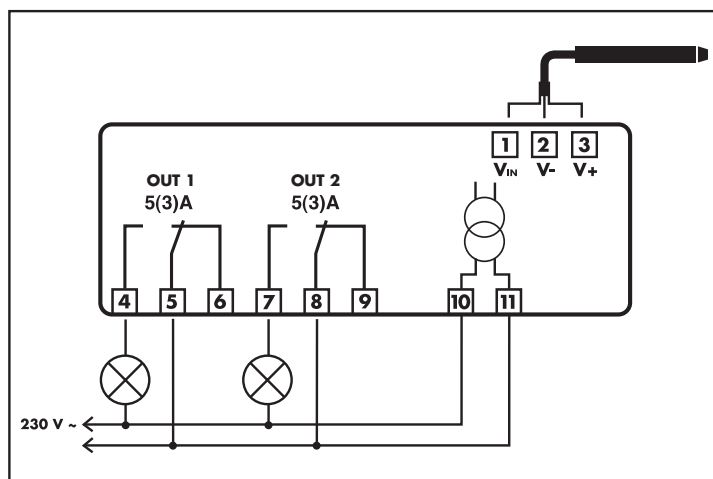 1 2 3
VIN V- V+
OUT 1 OUT 2
5(3)A 5(3)A
4 5 6 7 8 9 10 11
230 V ~